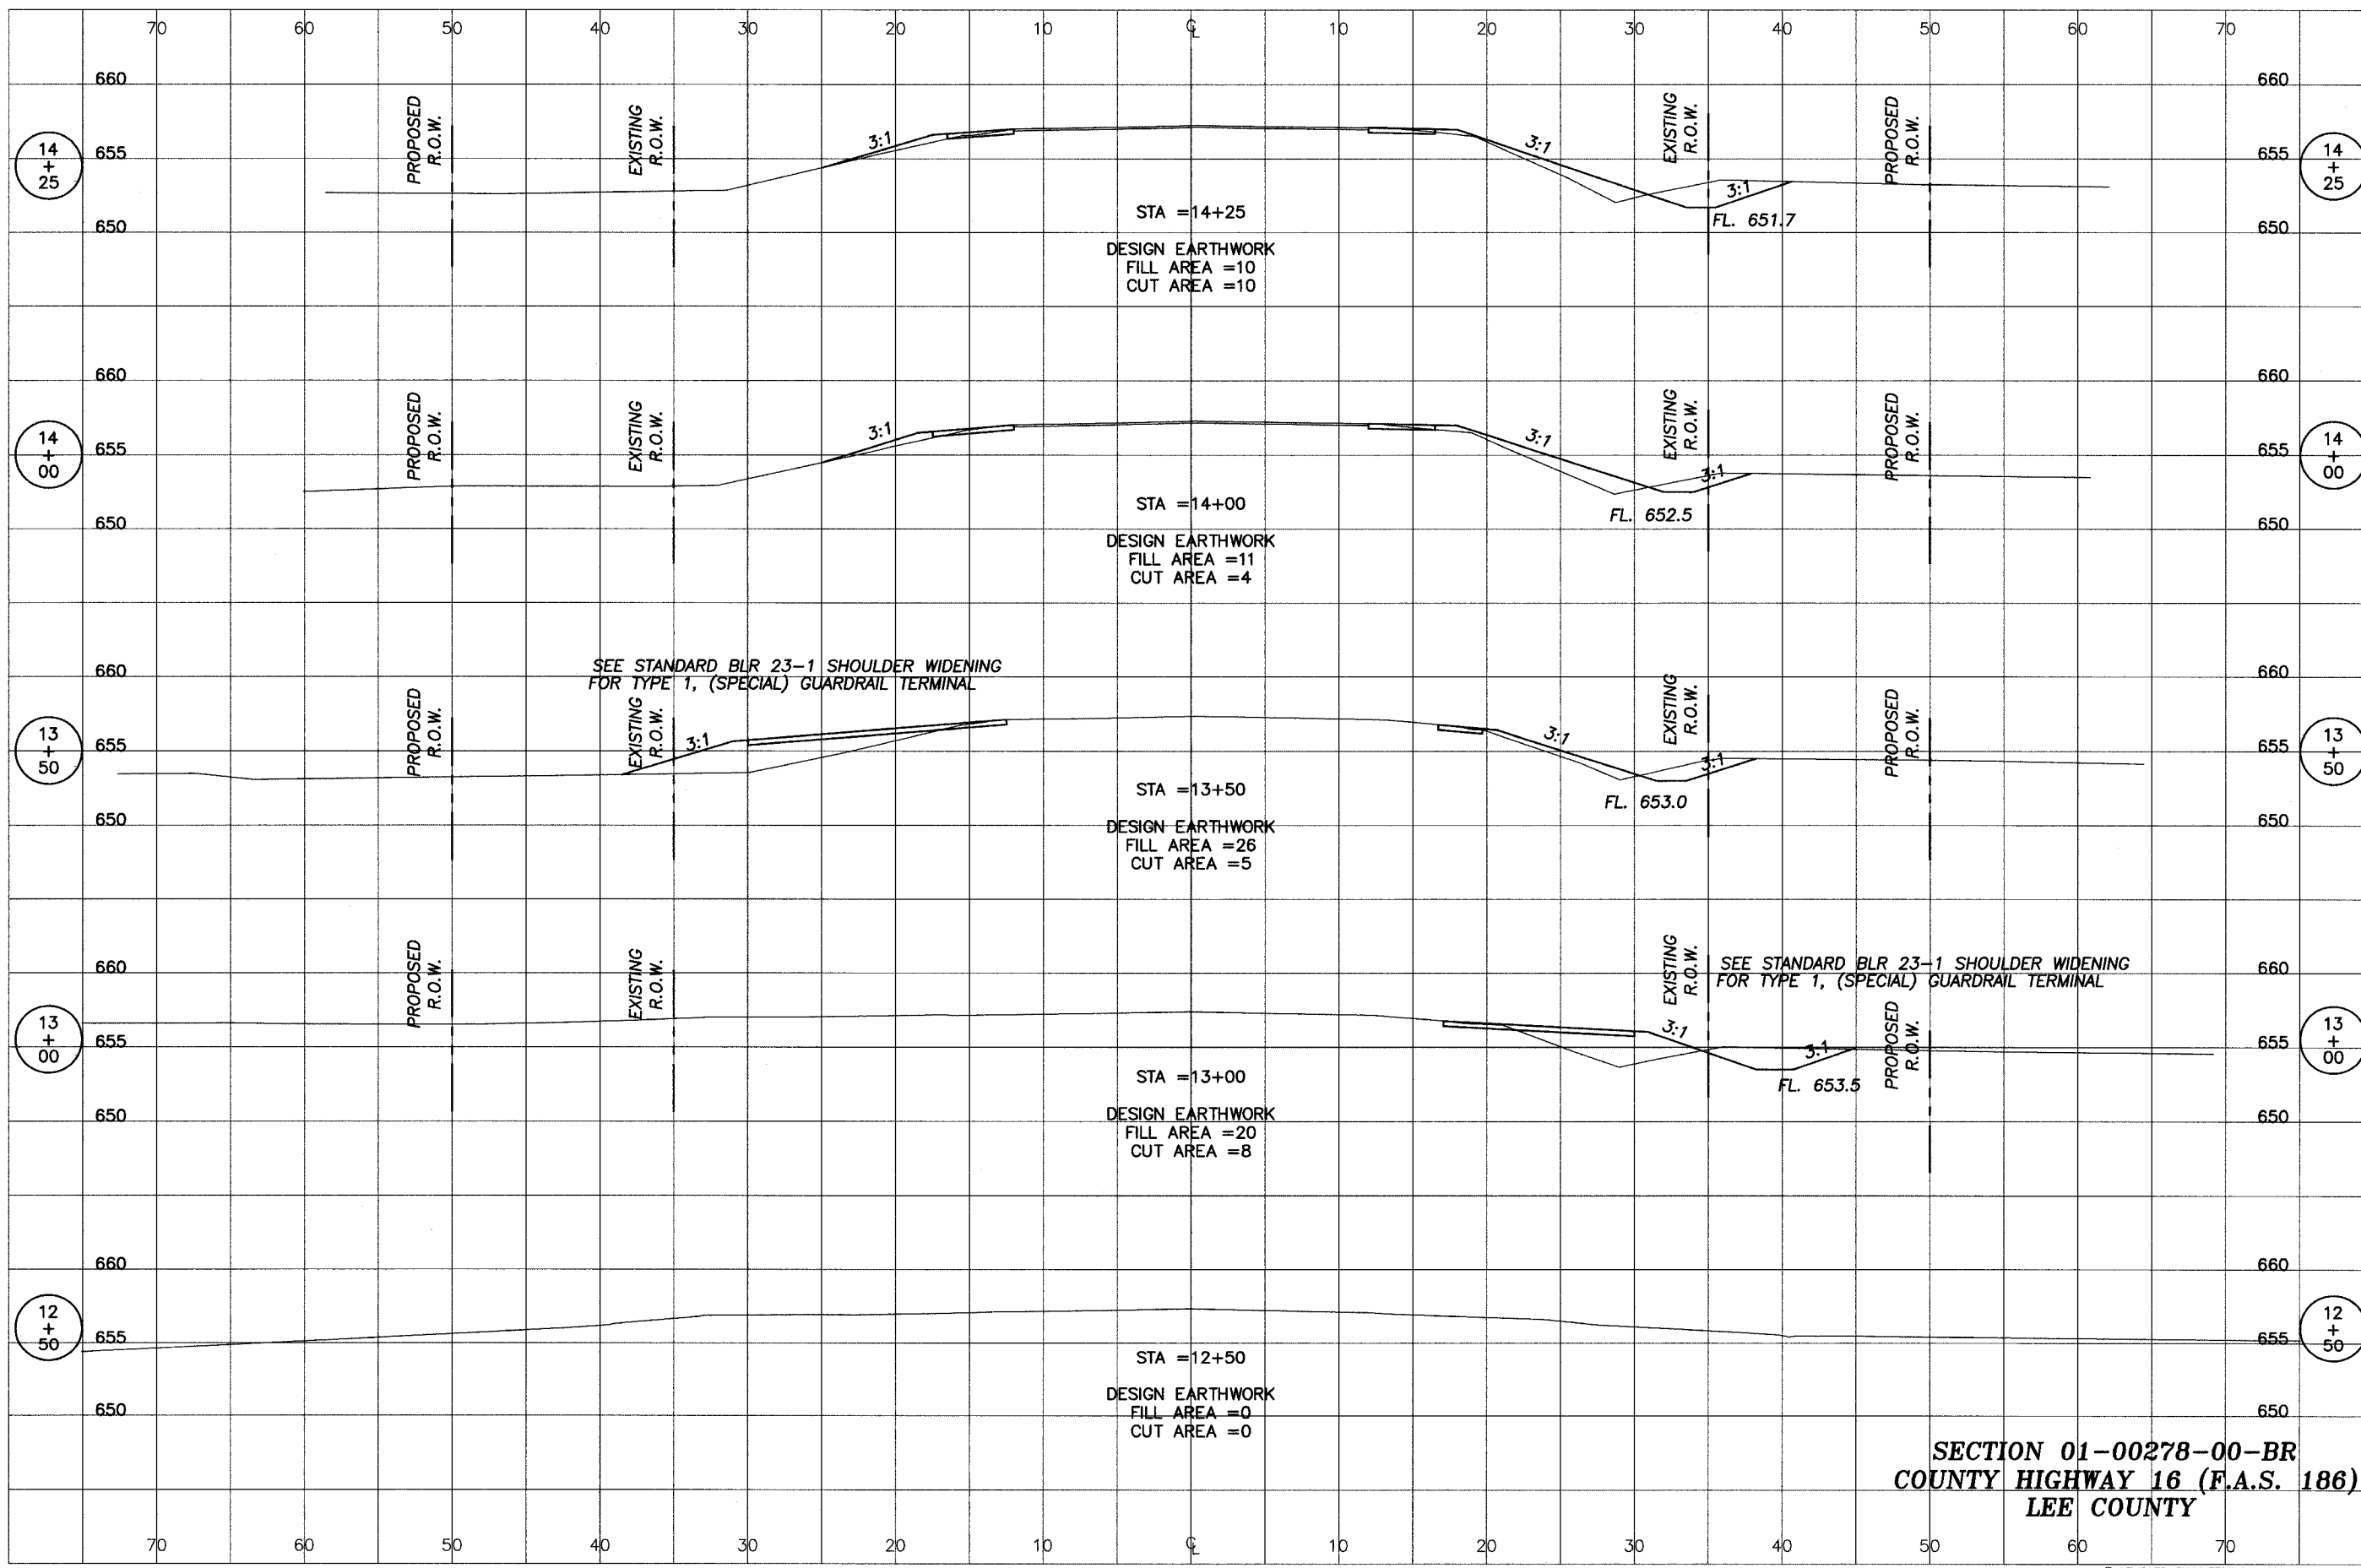 70 60 50 40 30 20 10 ℄ 10 20 30 40 50 60 70
660 660
PROPOSED R.O.W.
EXISTING R.O.W.
EXISTING R.O.W.
PROPOSED R.O.W.
3:1 3:1 3:1
14 + 25
655 655
14 + 25
STA =14+25
FL. 651.7
650 650
DESIGN EARTHWORK
FILL AREA =10
CUT AREA =10
660 660
PROPOSED R.O.W.
EXISTING R.O.W.
EXISTING R.O.W.
PROPOSED R.O.W.
3:1 3:1 3:1
14 + 00
655 655
14 + 00
STA =14+00
FL. 652.5
650 650
DESIGN EARTHWORK
FILL AREA =11
CUT AREA =4
SEE STANDARD BLR 23-1 SHOULDER WIDENING
FOR TYPE 1, (SPECIAL) GUARDRAIL TERMINAL
660 660
PROPOSED R.O.W.
EXISTING R.O.W.
EXISTING R.O.W.
PROPOSED R.O.W.
3:1 3:1 3:1
13 + 50
655 655
13 + 50
STA =13+50
FL. 653.0
650 650
DESIGN EARTHWORK
FILL AREA =26
CUT AREA =5
660 660
PROPOSED R.O.W.
EXISTING R.O.W.
EXISTING R.O.W.
SEE STANDARD BLR 23-1 SHOULDER WIDENING
FOR TYPE 1, (SPECIAL) GUARDRAIL TERMINAL
PROPOSED R.O.W.
3:1 3:1
13 + 00
655 655
13 + 00
STA =13+00
FL. 653.5
650 650
DESIGN EARTHWORK
FILL AREA =20
CUT AREA =8
660 660
12 + 50
655 655
12 + 50
STA =12+50
650 650
DESIGN EARTHWORK
FILL AREA =0
CUT AREA =0
SECTION 01-00278-00-BR
COUNTY HIGHWAY 16 (F.A.S. 186)
LEE COUNTY
70 60 50 40 30 20 10 ℄ 10 20 30 40 50 60 70